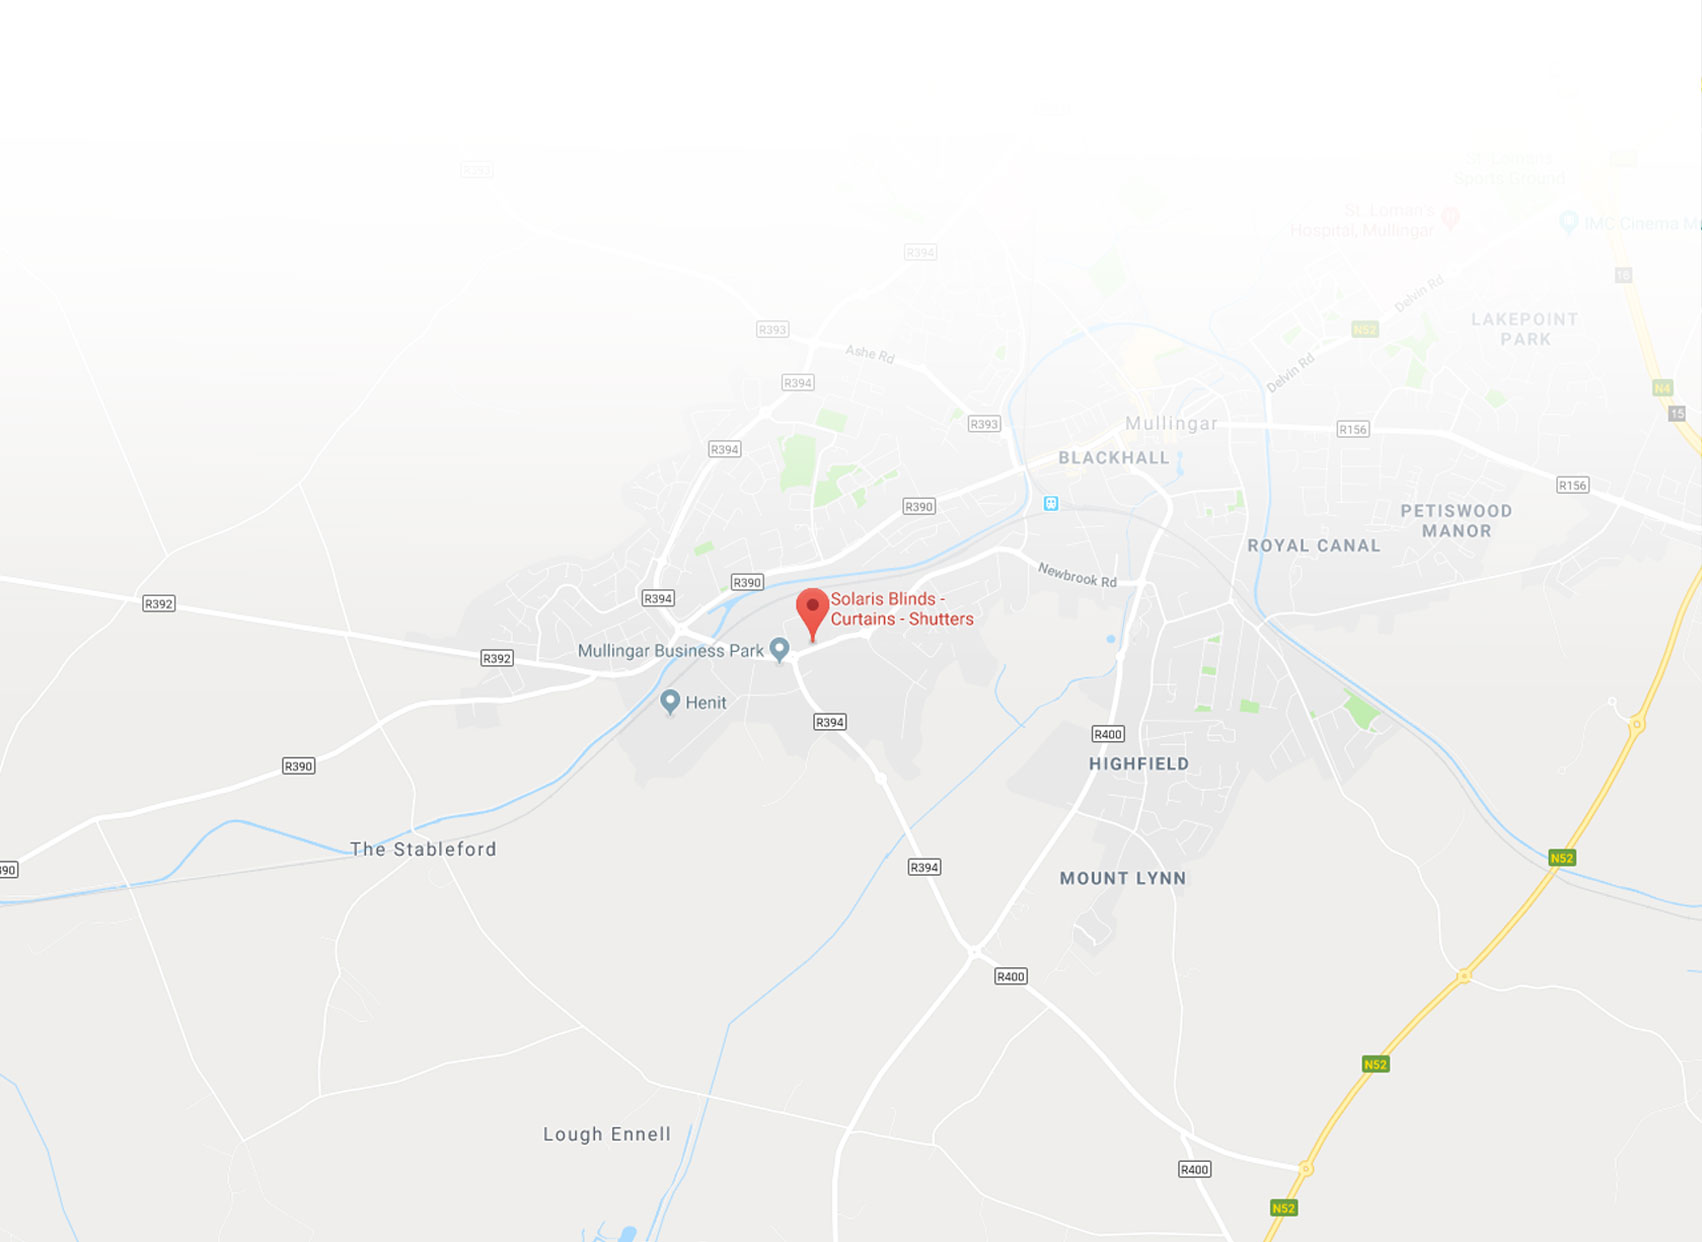 St. Loman's
Sports Ground
R393
St. Loman's
Hospital, Mullingar
IMC Cinema M
R394
16
Delvin Rd
LAKEPOINT
PARK
R393
N52
Ashe Rd
Delvin Rd
R394
N4
15
R393
Mullingar
R156
R394
BLACKHALL
R156
R390
PETISWOOD
MANOR
ROYAL CANAL
Newbrook Rd
R390
R394
R392
Solaris Blinds -
Curtains - Shutters
Mullingar Business Park
R392
Henit
R394
R400
HIGHFIELD
R390
The Stableford
N52
R394
390
MOUNT LYNN
R400
N52
Lough Ennell
R400
N52